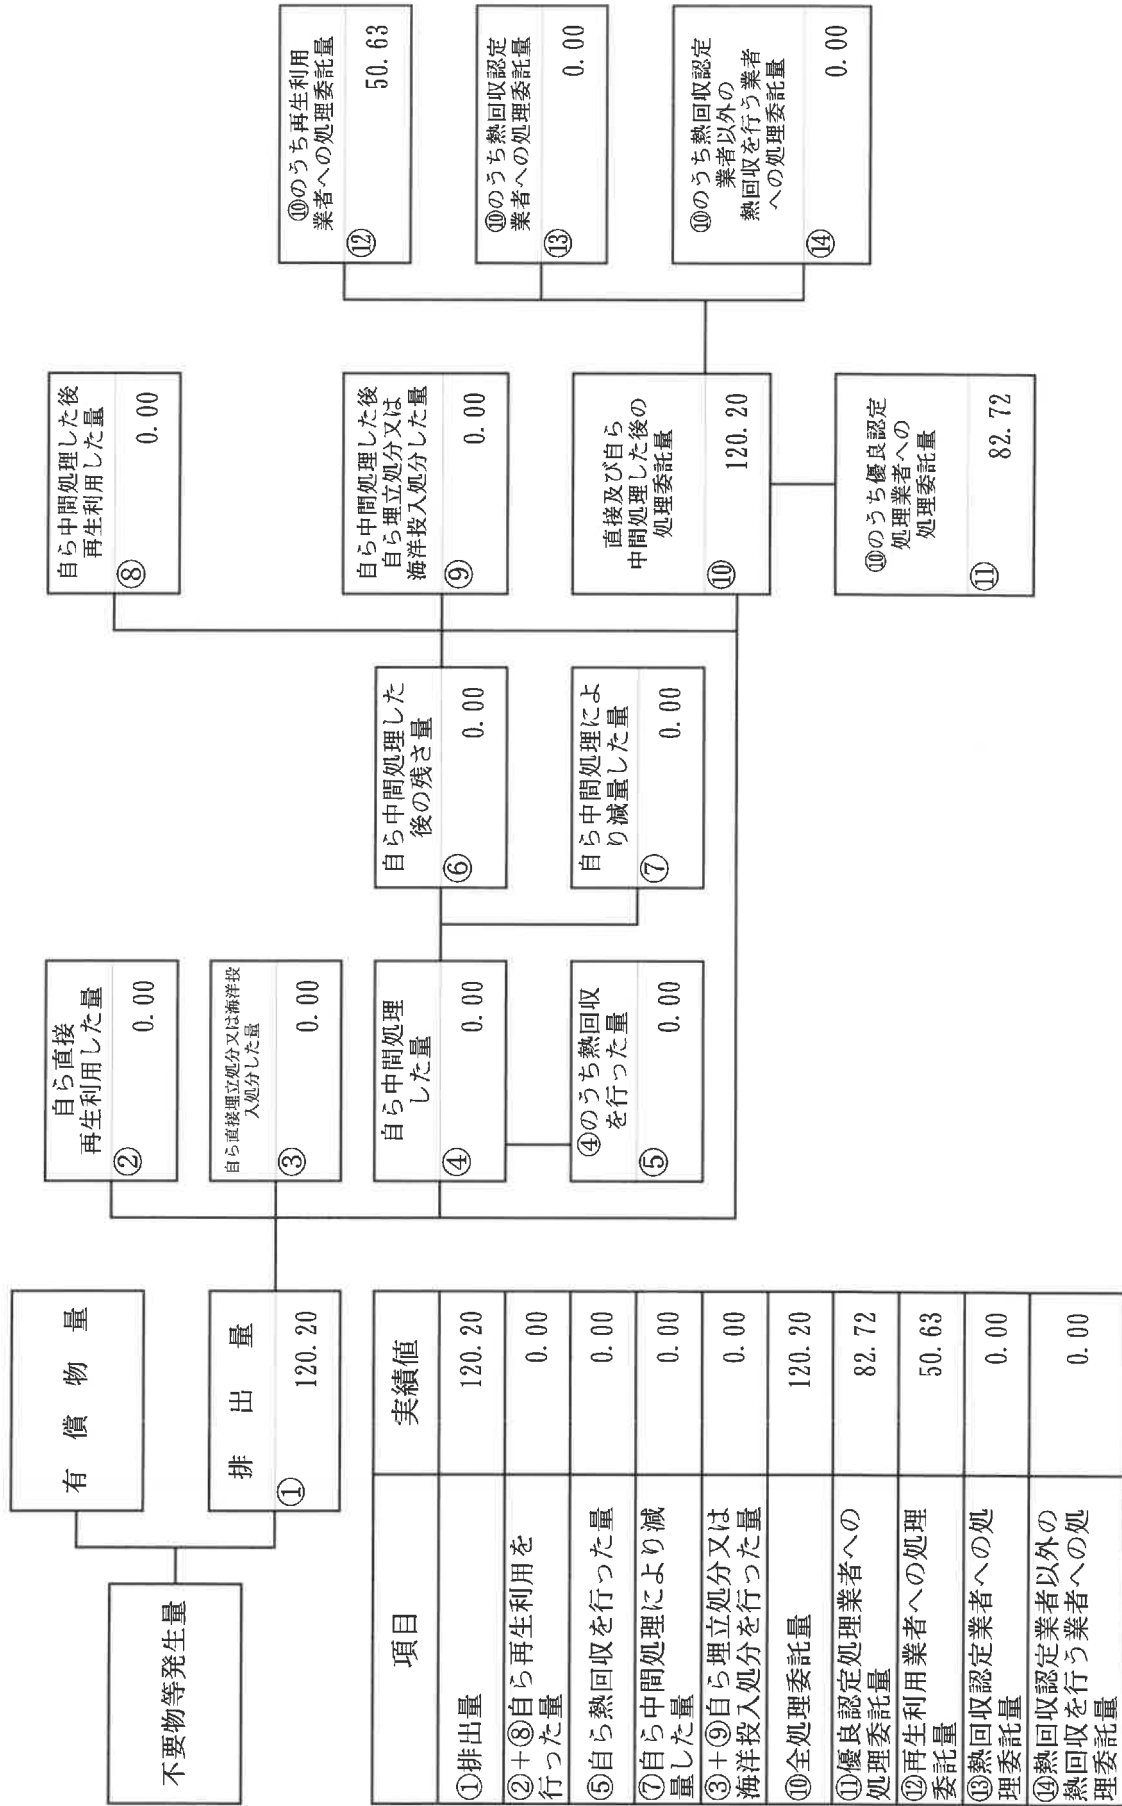 不要物等発生量
有償物量
排出量
①
120.20
自ら直接
再生利用した量
②
0.00
自ら直接埋立処分又は海洋投
入処分した量
③
0.00
自ら中間処理
した量
④
0.00
④のうち熱回収
を行った量
⑤
0.00
自ら中間処理した
後の残さ量
⑥
0.00
自ら中間処理によ
り減量した量
⑦
0.00
自ら中間処理した後
再生利用した量
⑧
0.00
自ら中間処理した後
自ら埋立処分又は
海洋投入処分した量
⑨
0.00
直接及び自ら
中間処理した後の
処理委託量
⑩
120.20
⑩のうち優良認定
処理業者への
処理委託量
⑪
82.72
⑩のうち再生利用
業者への処理委託量
⑫
50.63
⑩のうち熱回収認定
業者への処理委託量
⑬
0.00
⑩のうち熱回収認定
業者以外の
熱回収を行う業者
への処理委託量
⑭
0.00
項目 実績値
①排出量 120.20
②+⑧自ら再生利用を
行った量 0.00
⑤自ら熱回収を行った量 0.00
⑦自ら中間処理により減
量した量 0.00
③+⑨自ら埋立処分又は
海洋投入処分を行った量 0.00
⑩全処理委託量 120.20
⑪優良認定処理業者への
処理委託量 82.72
⑫再生利用業者への処理
委託量 50.63
⑬熱回収認定業者への処
理委託量 0.00
⑭熱回収認定業者以外の
熱回収を行う業者への処
理委託量 0.00